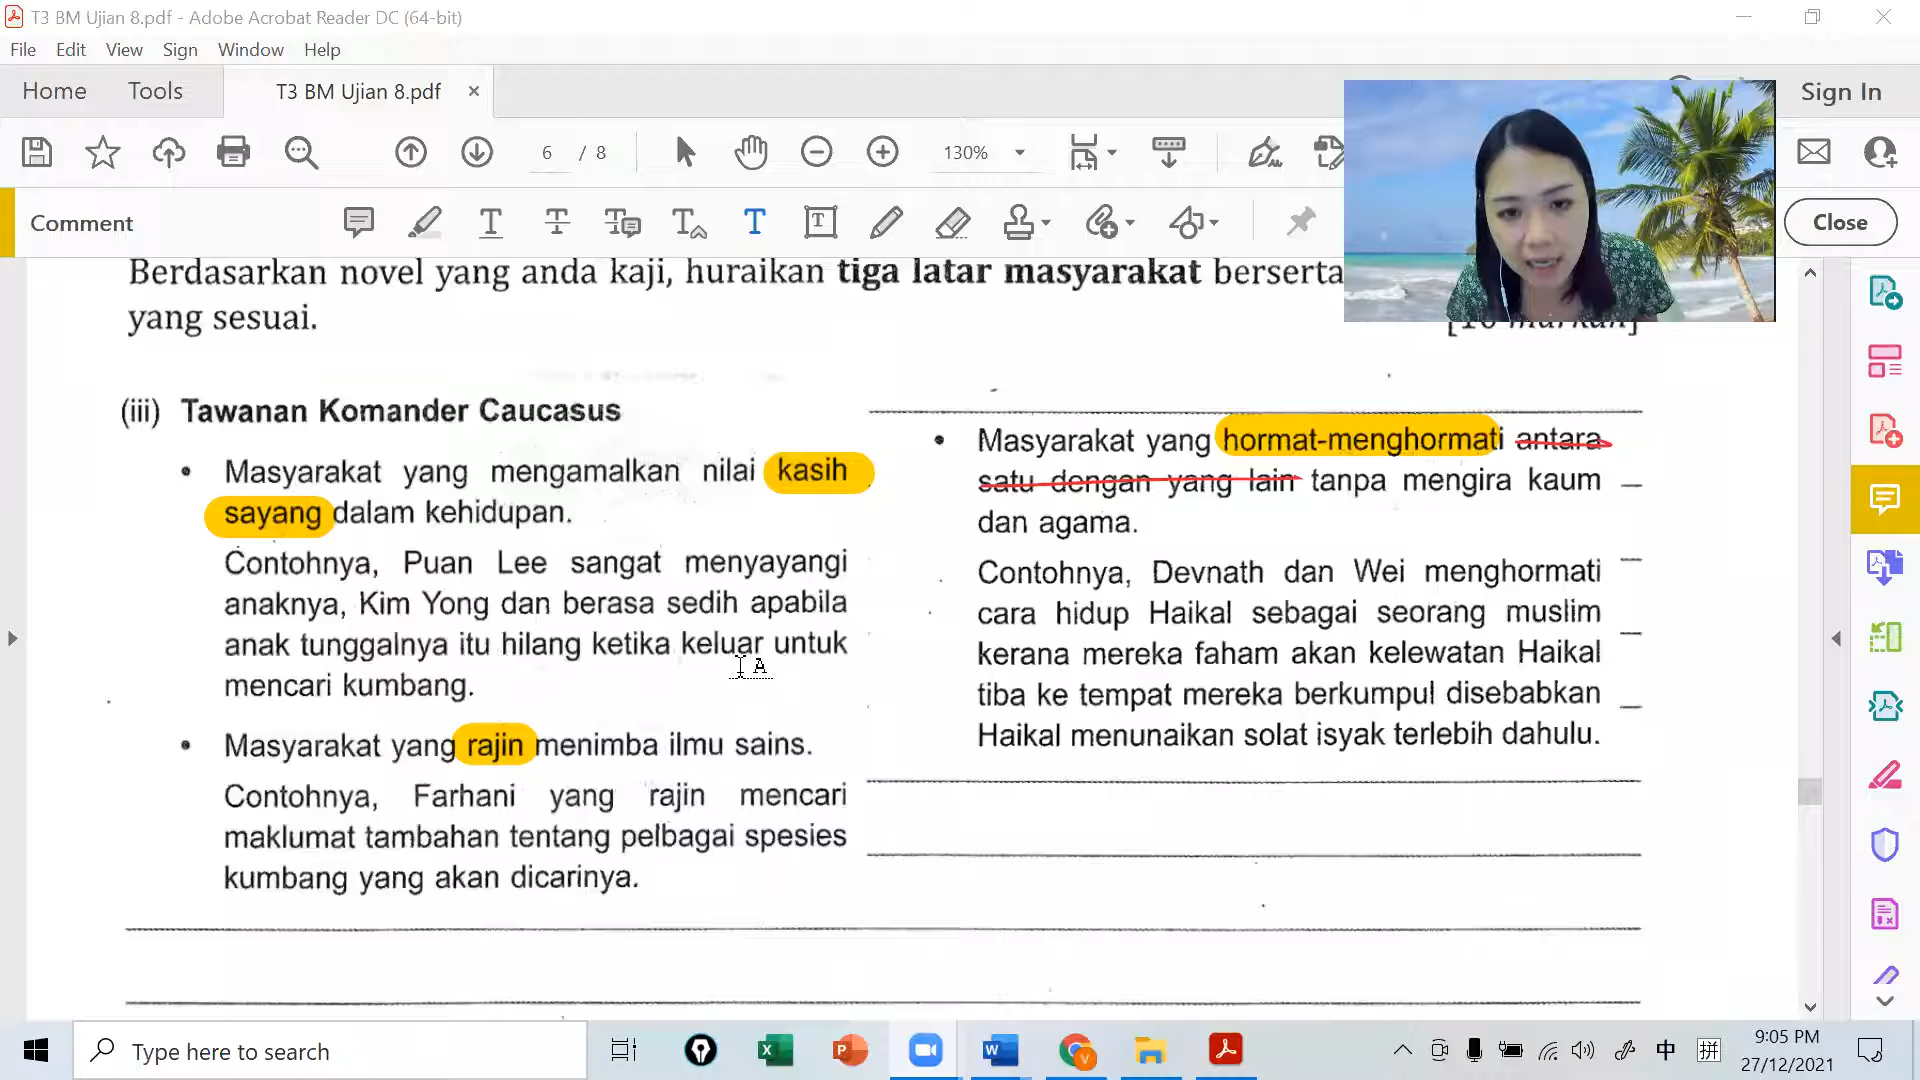 T3 BM Ujian 8.pdf - Adobe Acrobat Reader DC (64-bit)
File Edit View Sign Window Help
Home Tools T3 BM Ujian 8.pdf × Sign In
6 / 8 130%
Comment Close
Berdasarkan novel yang anda kaji, huraikan tiga latar masyarakat berserta
yang sesuai.
[10 markah]
(iii) Tawanan Komander Caucasus
• Masyarakat yang mengamalkan nilai kasih
sayang dalam kehidupan.
Contohnya, Puan Lee sangat menyayangi
anaknya, Kim Yong dan berasa sedih apabila
anak tunggalnya itu hilang ketika keluar untuk
mencari kumbang.
• Masyarakat yang rajin menimba ilmu sains.
Contohnya, Farhani yang rajin mencari
maklumat tambahan tentang pelbagai spesies
kumbang yang akan dicarinya.
• Masyarakat yang hormat-menghormati antara
satu dengan yang lain tanpa mengira kaum
dan agama.
Contohnya, Devnath dan Wei menghormati
cara hidup Haikal sebagai seorang muslim
kerana mereka faham akan kelewatan Haikal
tiba ke tempat mereka berkumpul disebabkan
Haikal menunaikan solat isyak terlebih dahulu.
Type here to search
中 拼
9:05 PM
27/12/2021